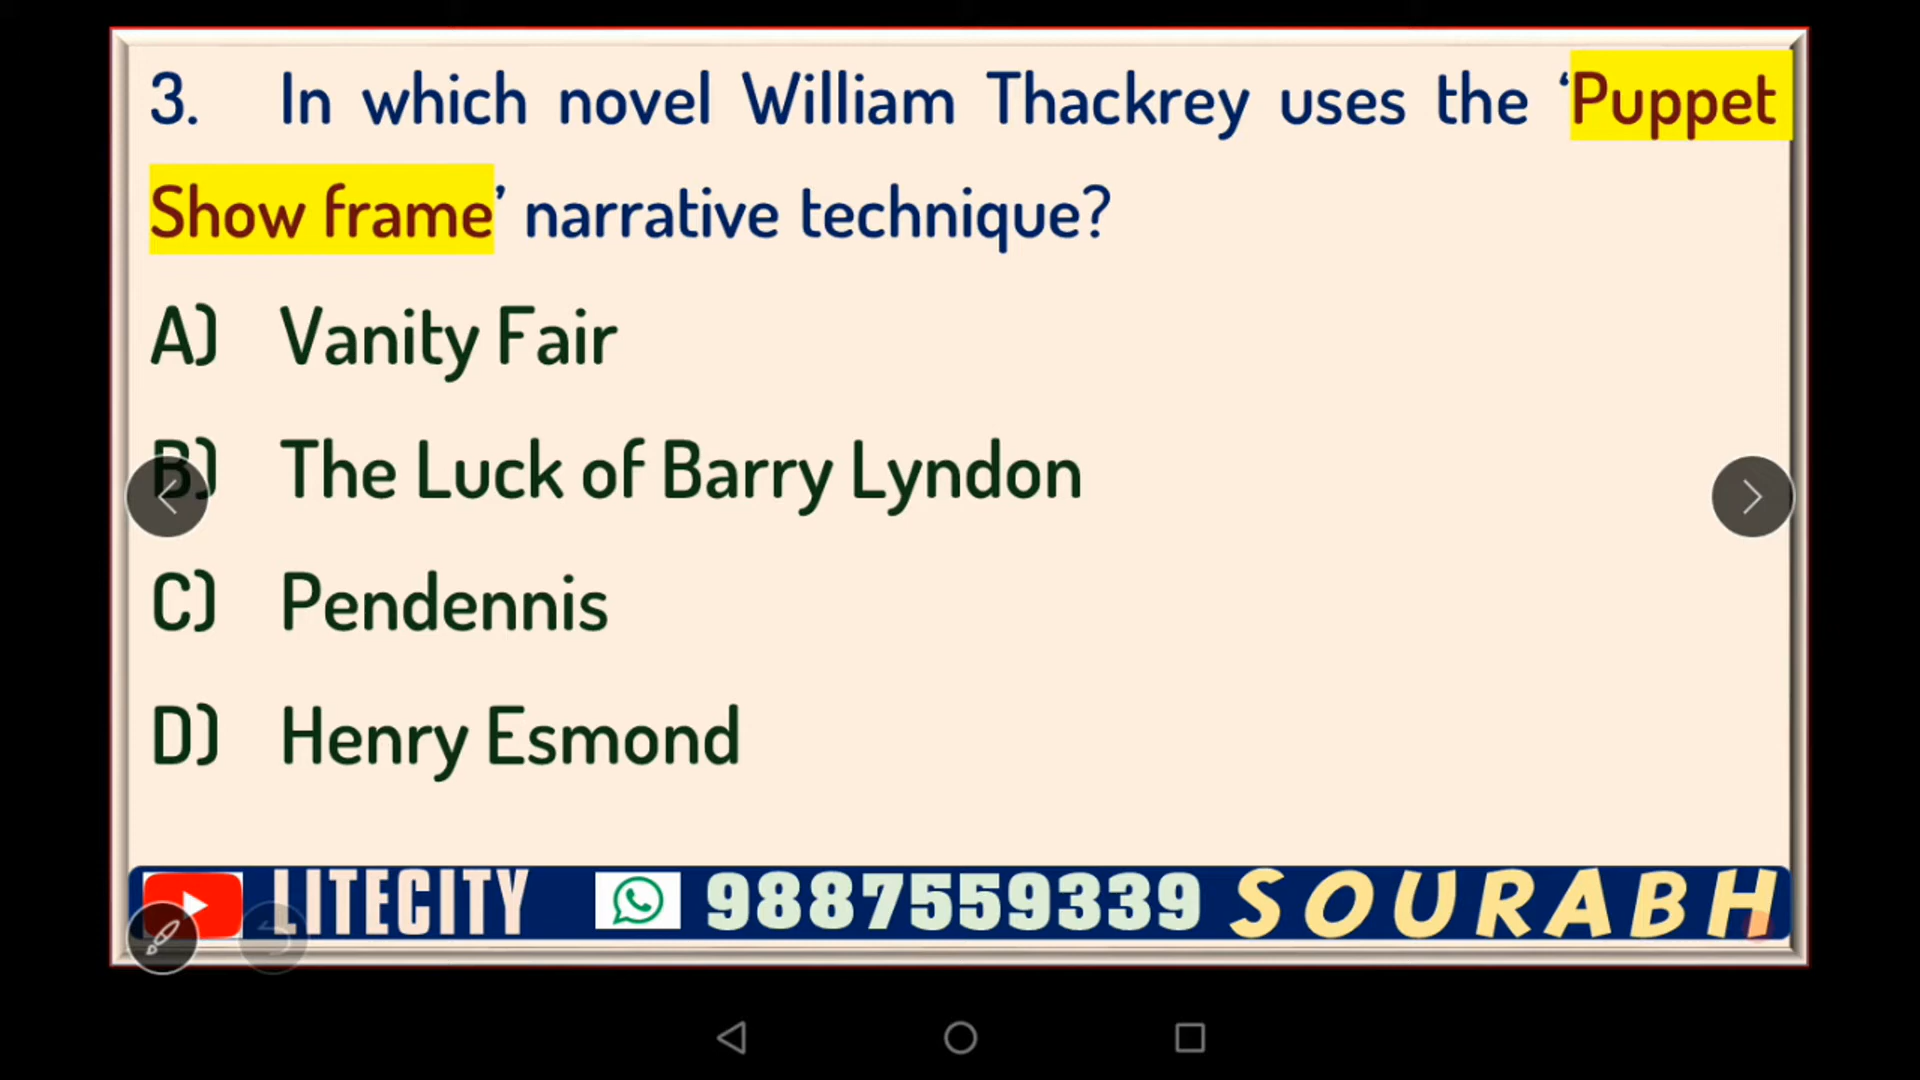 3. In which novel William Thackrey uses the ‘Puppet
Show frame’ narrative technique?
A) Vanity Fair
B) The Luck of Barry Lyndon
C) Pendennis
D) Henry Esmond
LITECITY 9887559339 SOURABH